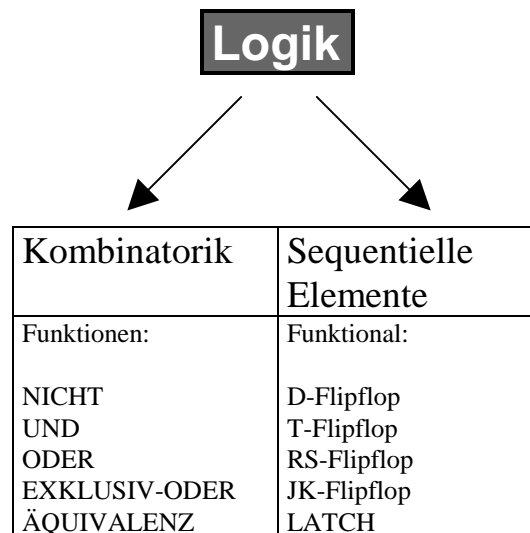 Logik
Kombinatorik
Sequentielle
Elemente
Funktionen:
NICHT
UND
ODER
EXKLUSIV-ODER
ÄQUIVALENZ
Funktional:
D-Flipflop
T-Flipflop
RS-Flipflop
JK-Flipflop
LATCH